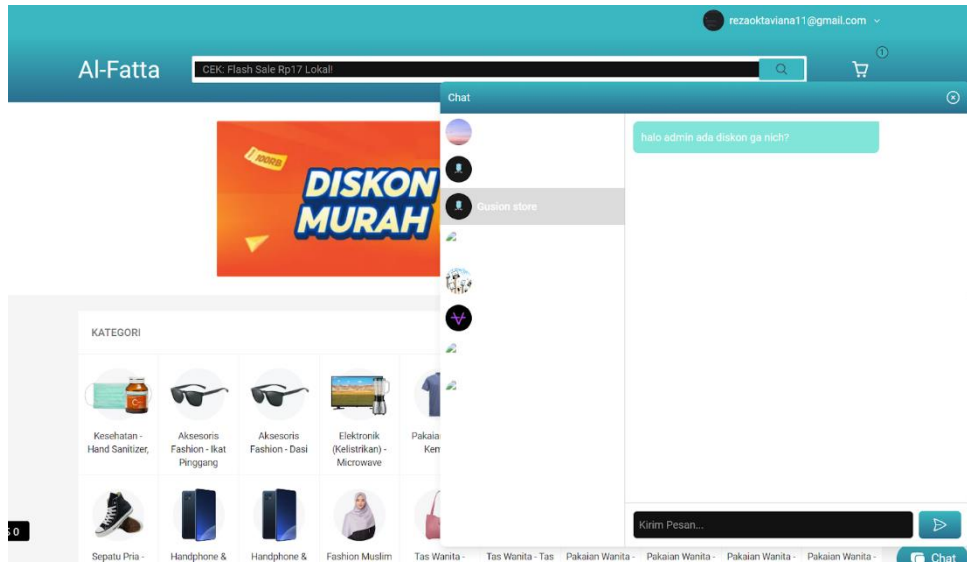 rezaoktaviana11@gmail.com
1
Al-Fatta
CEK: Flash Sale Rp17 Lokal!
Chat
100RB
DISKON
MURAH
halo admin ada diskon ga nich?
Gusion store
KATEGORI
Kesehatan -
Hand Sanitizer,
Aksesoris
Fashion - Ikat
Pinggang
Aksesoris
Fashion - Dasi
Elektronik
(Kelistrikan) -
Microwave
Kirim Pesan...
Sepatu Pria -
Handphone &
Handphone &
Fashion Muslim
Tas Wanita -
Tas Wanita - Tas
Pakaian Wanita -
Pakaian Wanita -
Pakaian Wanita -
Pakaian Wanita -
Chat